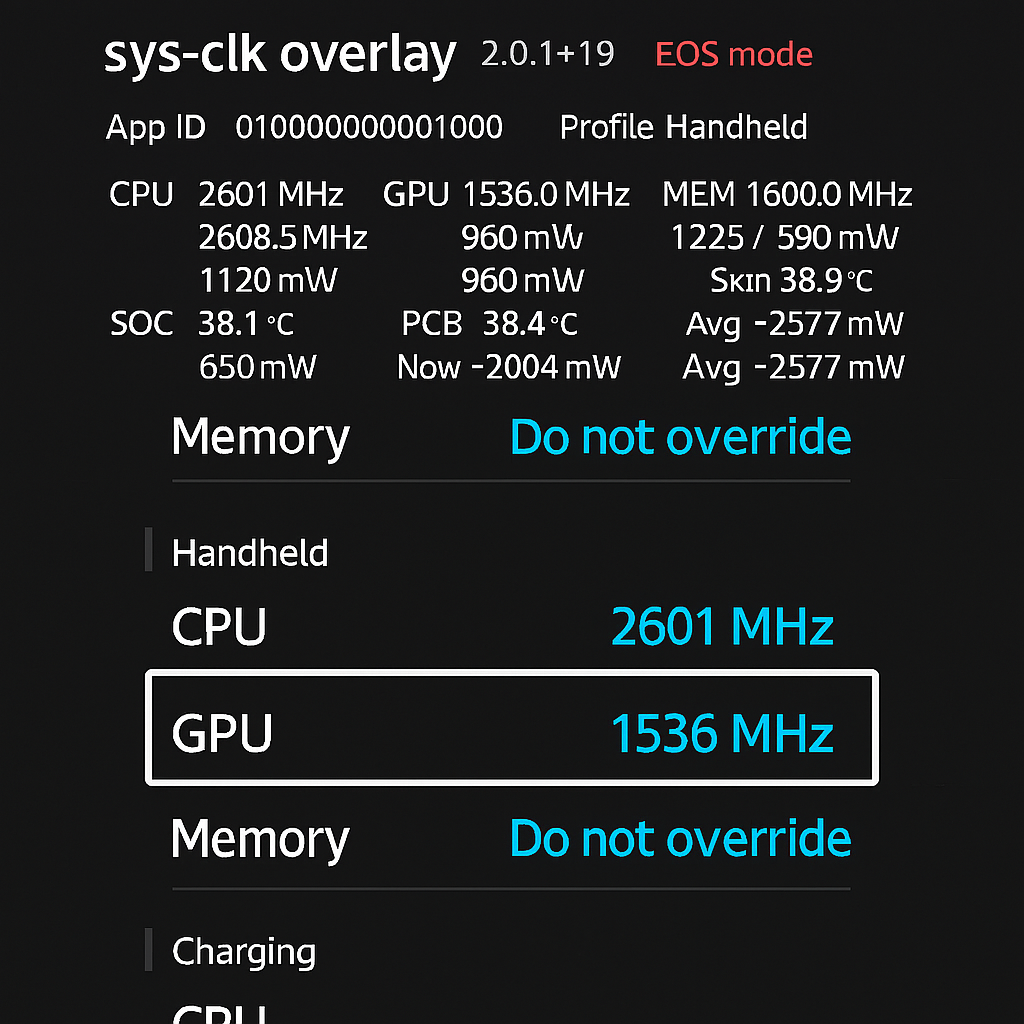 sys-clk overlay 2.0.1+19 EOS mode
App ID 010000000001000 Profile Handheld
CPU 2601 MHz GPU 1536.0 MHz MEM 1600.0 MHz
2608.5 MHz 960 mW 1225 / 590 mW
1120 mW 960 mW Skin 38.9 °C
SOC 38.1 °C PCB 38.4 °C Avg -2577 mW
650 mW Now -2004 mW Avg -2577 mW
Memory Do not override
Handheld
CPU 2601 MHz
GPU 1536 MHz
Memory Do not override
Charging
CPU